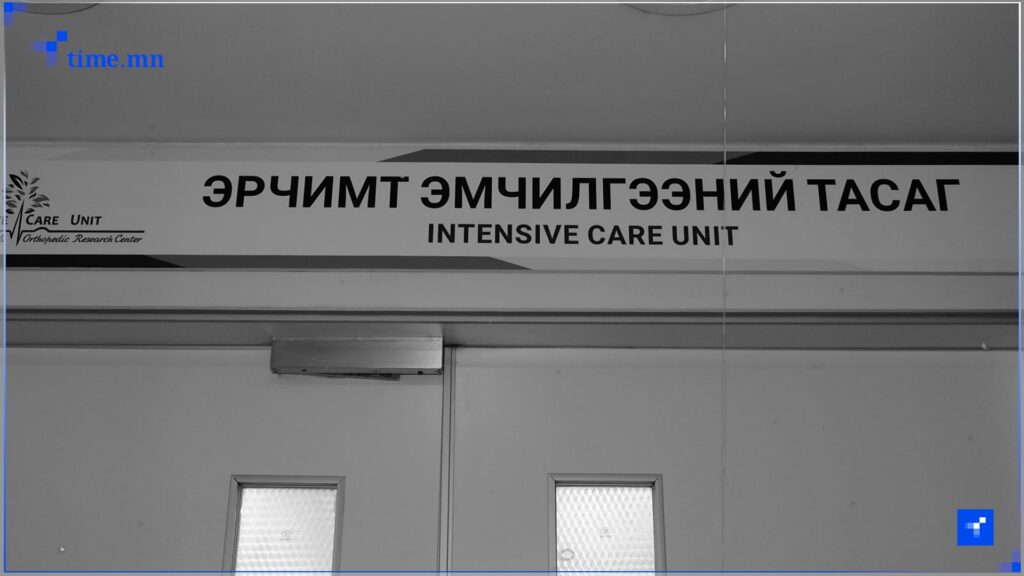 time.mn
ЭРЧИМТ ЭМЧИЛГЭЭНИЙ ТАСАГ
INTENSIVE CARE UNIT
CARE UNIT
Orthopedic Research Center